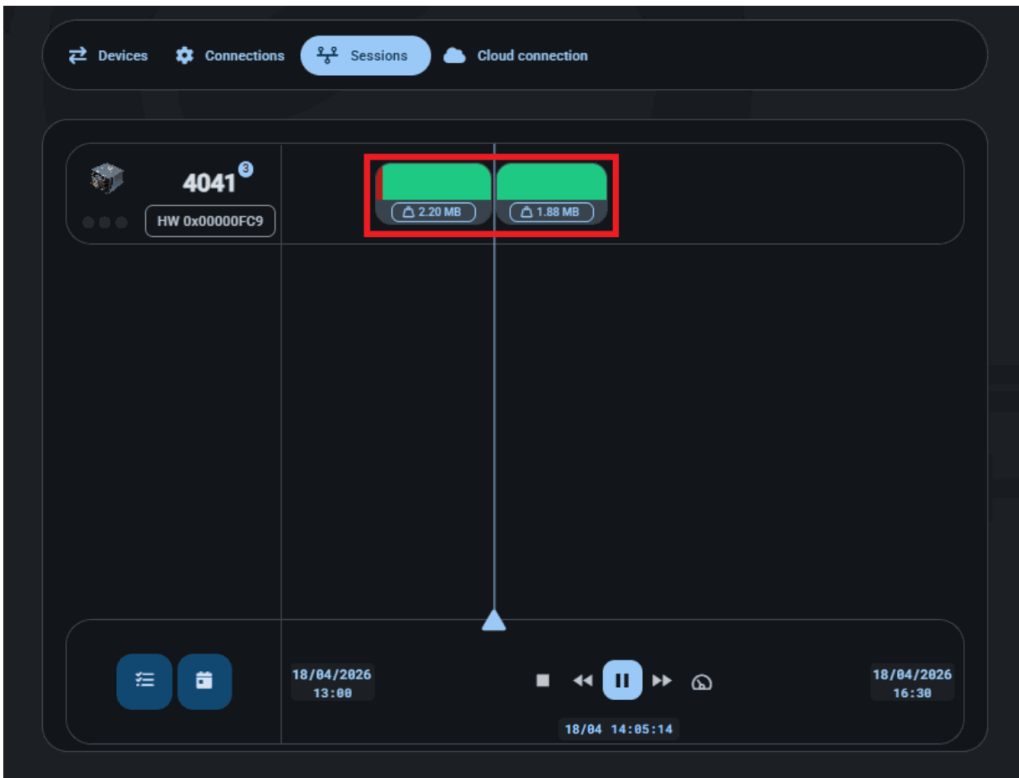 Devices
Connections
Sessions
Cloud connection
4041
3
HW 0x00000FC9
2.20 MB
1.88 MB
18/04/2026
13:00
18/04/2026
16:30
18/04 14:05:14